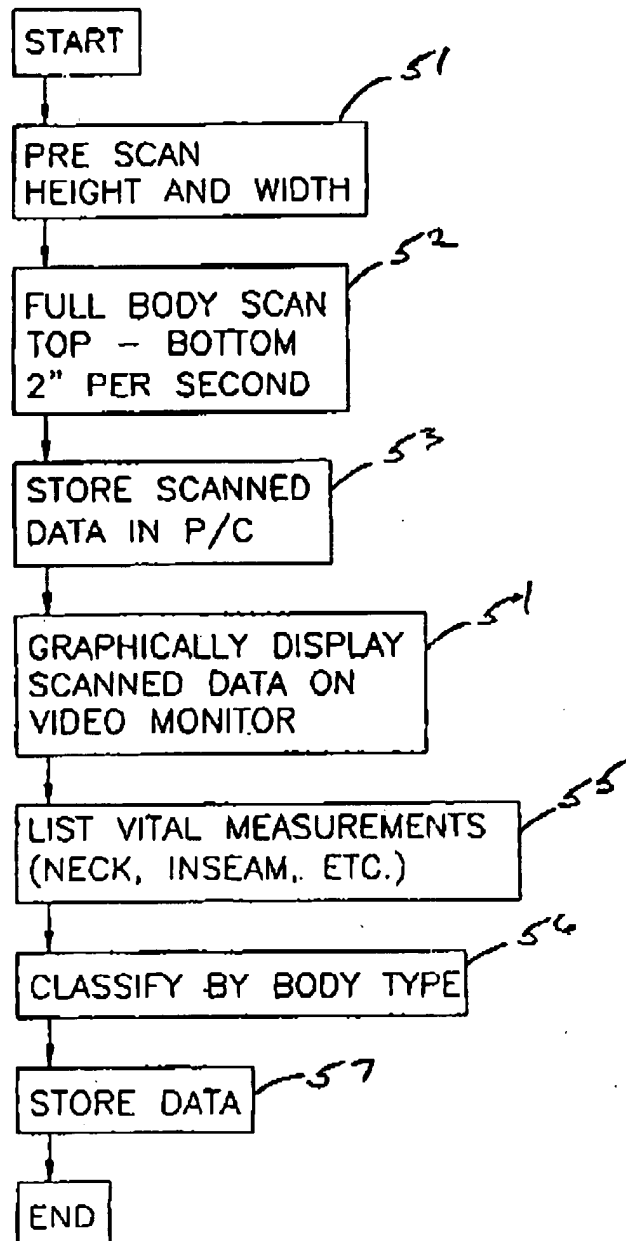 START
51
PRE SCAN
HEIGHT AND WIDTH
52
FULL BODY SCAN
TOP - BOTTOM
2" PER SECOND
53
STORE SCANNED
DATA IN P/C
54
GRAPHICALLY DISPLAY
SCANNED DATA ON
VIDEO MONITOR
55
LIST VITAL MEASUREMENTS
(NECK, INSEAM, ETC.)
56
CLASSIFY BY BODY TYPE
57
STORE DATA
END